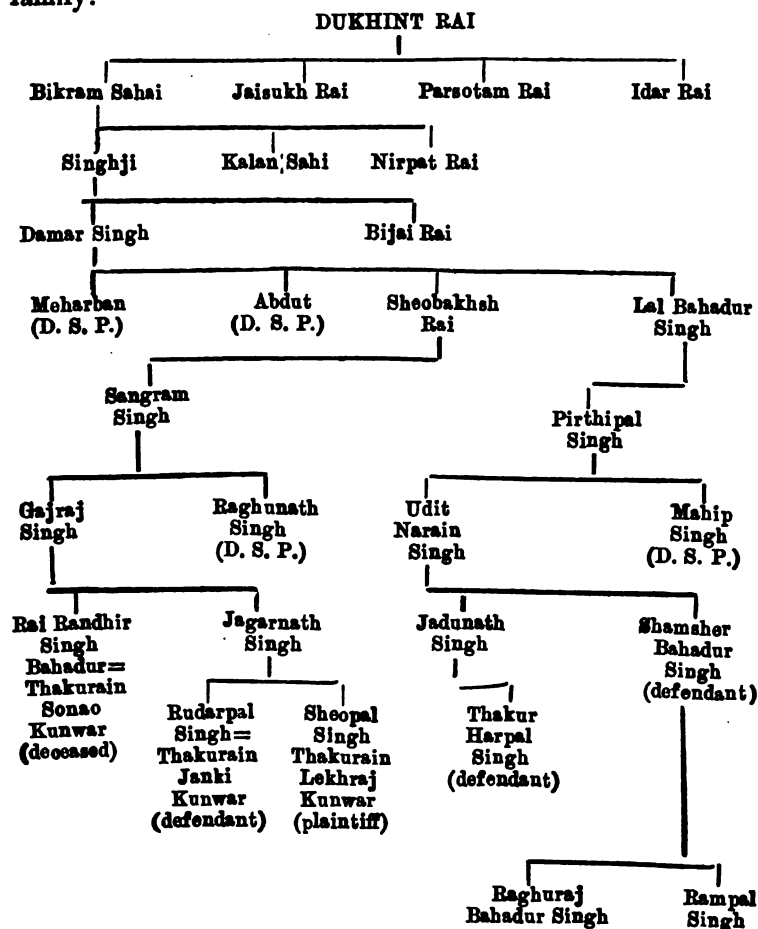 family:
DUKHINT RAI
Bikram Sahai Jaisukh Rai Parsotam Rai Idar Rai
Singhji Kalan Sahi Nirpat Rai
Damar Singh Bijai Rai
Meharban
(D. S. P.)
Abdut
(D. S. P.)
Sheobakhsh
Rai
Lal Bahadur
Singh
Sangram
Singh
Pirthipal
Singh
Gajraj
Singh
Raghunath
Singh
(D. S. P.)
Udit
Narain
Singh
Mahip
Singh
(D. S. P.)
Rai Randhir
Singh
Bahadur=
Thakurain
Sonao
Kunwar
(deceased)
Jagarnath
Singh
Jadunath
Singh
Shamsher
Bahadur
Singh
(defendant)
Rudarpal
Singh=
Thakurain
Janki
Kunwar
(defendant)
Sheopal
Singh
Thakurain
Lekhraj
Kunwar
(plaintiff)
Thakur
Harpal
Singh
(defendant)
Raghuraj
Bahadur Singh
Rampal
Singh